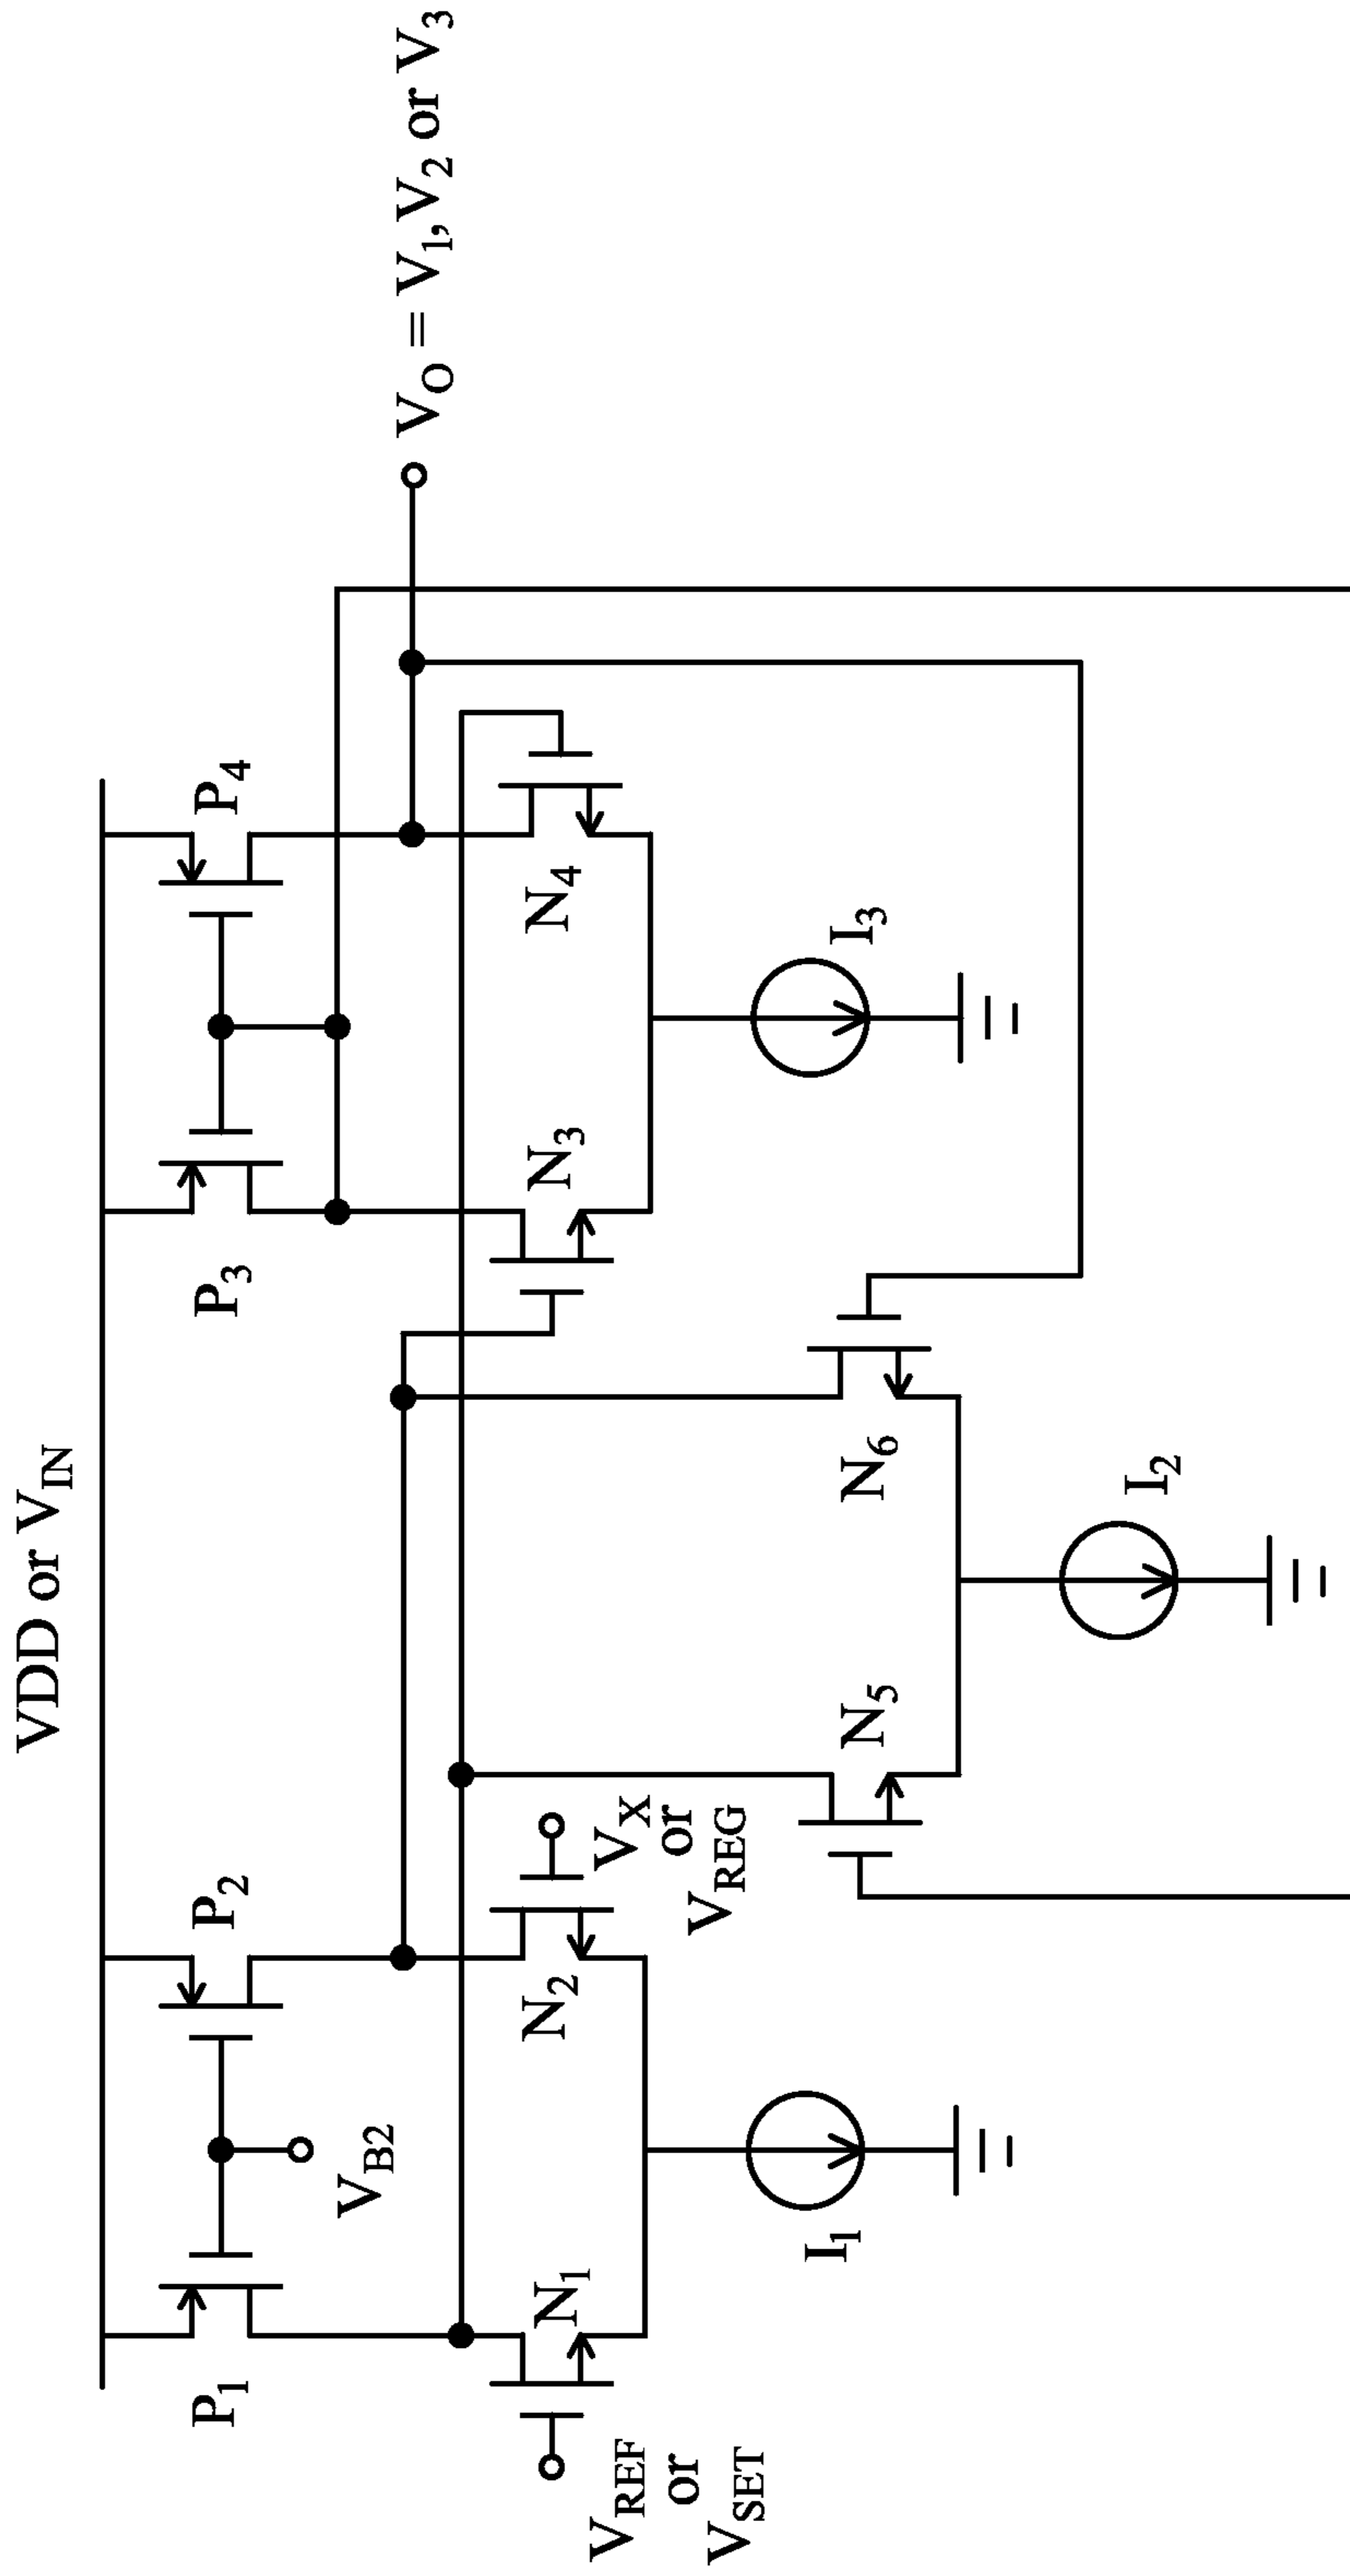 VDD or V_IN
P_1
P_2
P_3
P_4
V_B2
V_O = V_1, V_2 or V_3
N_1
N_2
N_3
N_4
V_REF
or
V_SET
V_X
or
V_REG
N_5
N_6
I_1
I_3
I_2